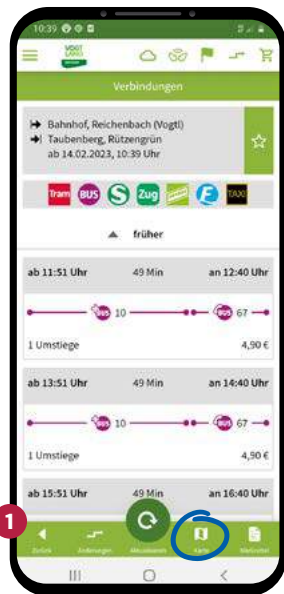 10:39
VOGT
LAND
Verbindungen
Bahnhof, Reichenbach (Vogtl)
Taubenberg, Rützengrün
ab 14.02.2023, 10:39 Uhr
Tram BUS S Zug F TAXI
früher
ab 11:51 Uhr 49 Min an 12:40 Uhr
BUS 10 BUS 67
1 Umstiege 4,90 €
ab 13:51 Uhr 49 Min an 14:40 Uhr
BUS 10 BUS 67
1 Umstiege 4,90 €
ab 15:51 Uhr 49 Min an 16:40 Uhr
1
Zurück Änderungen Aktualisieren Karte